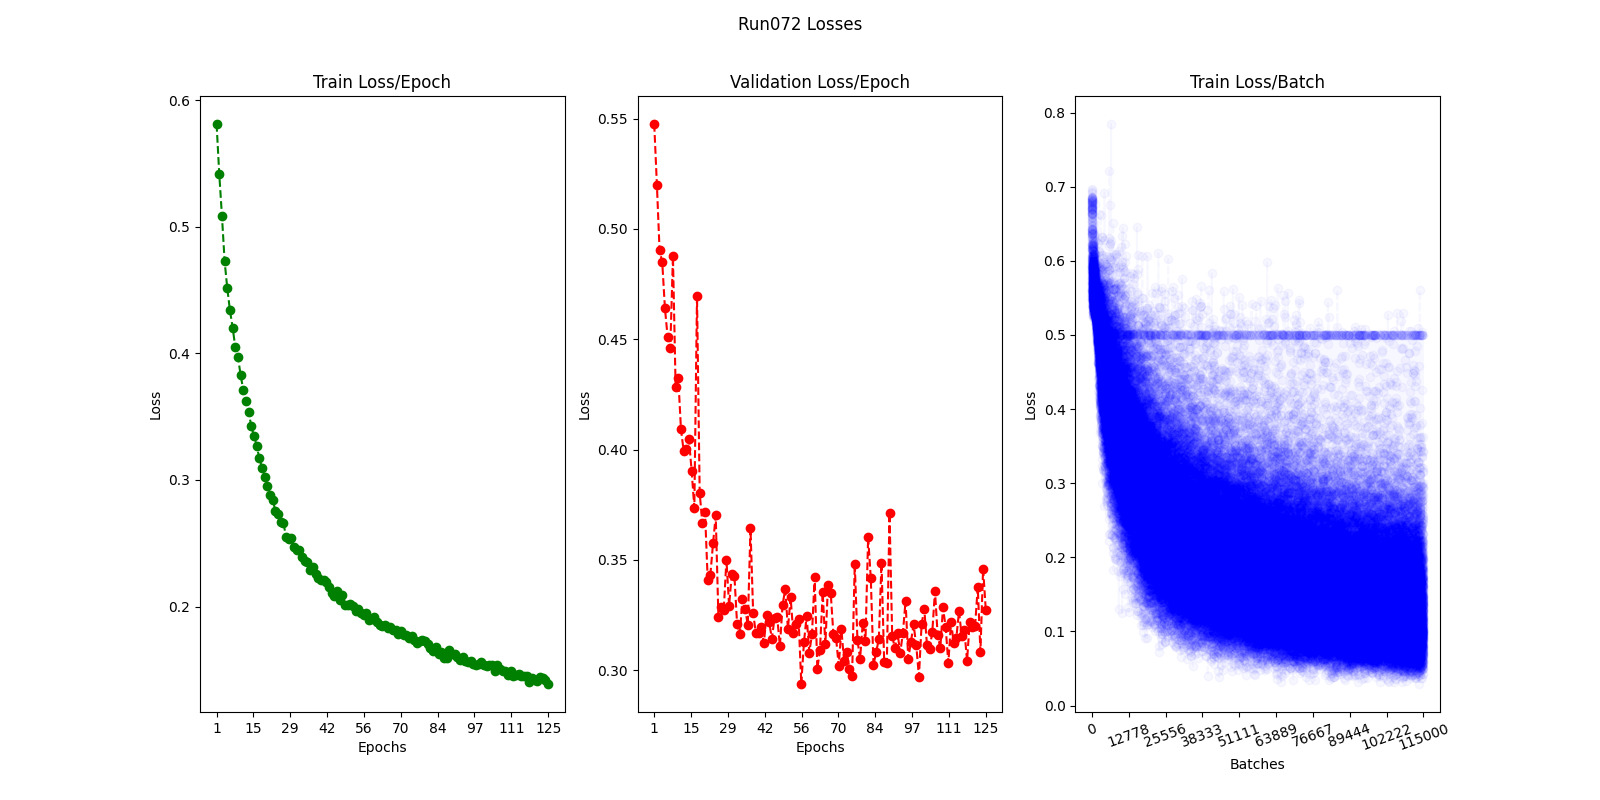 Run072 Losses
Train Loss/Epoch
Validation Loss/Epoch
Train Loss/Batch
Loss
0.6
0.5
0.4
0.3
0.2
1 15 29 42 56 70 84 97 111 125
Epochs
Loss
0.55
0.50
0.45
0.40
0.35
0.30
1 15 29 42 56 70 84 97 111 125
Epochs
Loss
0.8
0.7
0.6
0.5
0.4
0.3
0.2
0.1
0.0
0 12778 25556 38333 51111 63889 76667 89444 102222 115000
Batches